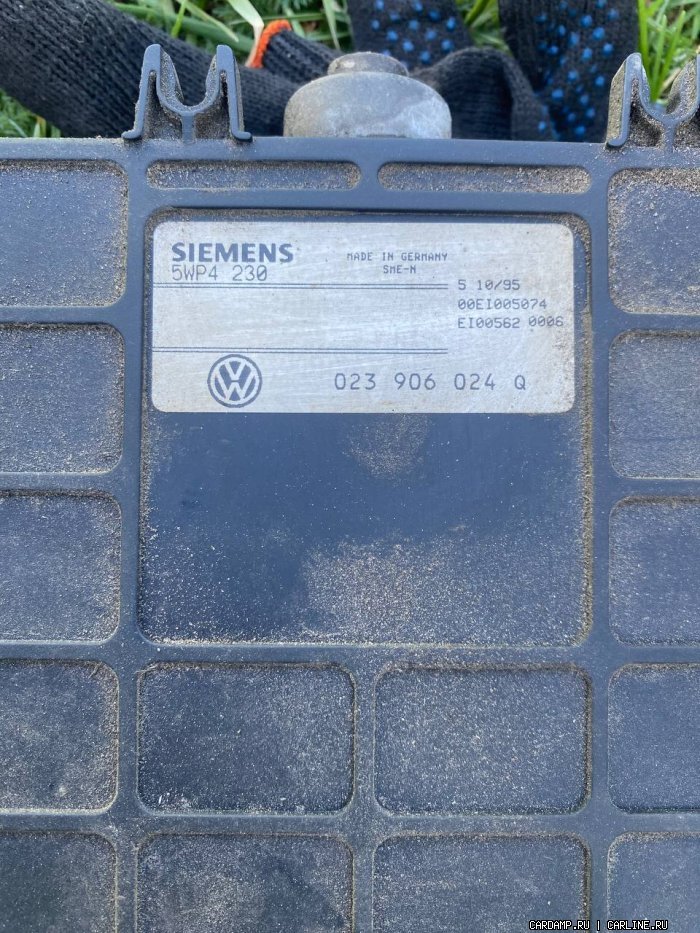 SIEMENS
5WP4 230
MADE IN GERMANY
SME-N
S 10/95
00EI005074
EI00562 0006
VW
023 906 024 Q
CARDAMP.RU | CARLINE.RU